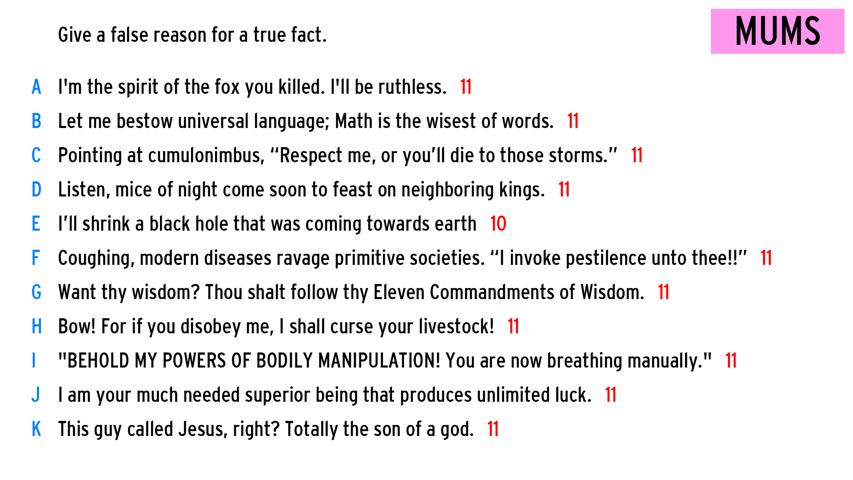 MUMS
Give a false reason for a true fact.
A I'm the spirit of the fox you killed. I'll be ruthless. 11
B Let me bestow universal language; Math is the wisest of words. 11
C Pointing at cumulonimbus, “Respect me, or you’ll die to those storms.” 11
D Listen, mice of night come soon to feast on neighboring kings. 11
E I’ll shrink a black hole that was coming towards earth 10
F Coughing, modern diseases ravage primitive societies. “I invoke pestilence unto thee!!” 11
G Want thy wisdom? Thou shalt follow thy Eleven Commandments of Wisdom. 11
H Bow! For if you disobey me, I shall curse your livestock! 11
I "BEHOLD MY POWERS OF BODILY MANIPULATION! You are now breathing manually." 11
J I am your much needed superior being that produces unlimited luck. 11
K This guy called Jesus, right? Totally the son of a god. 11